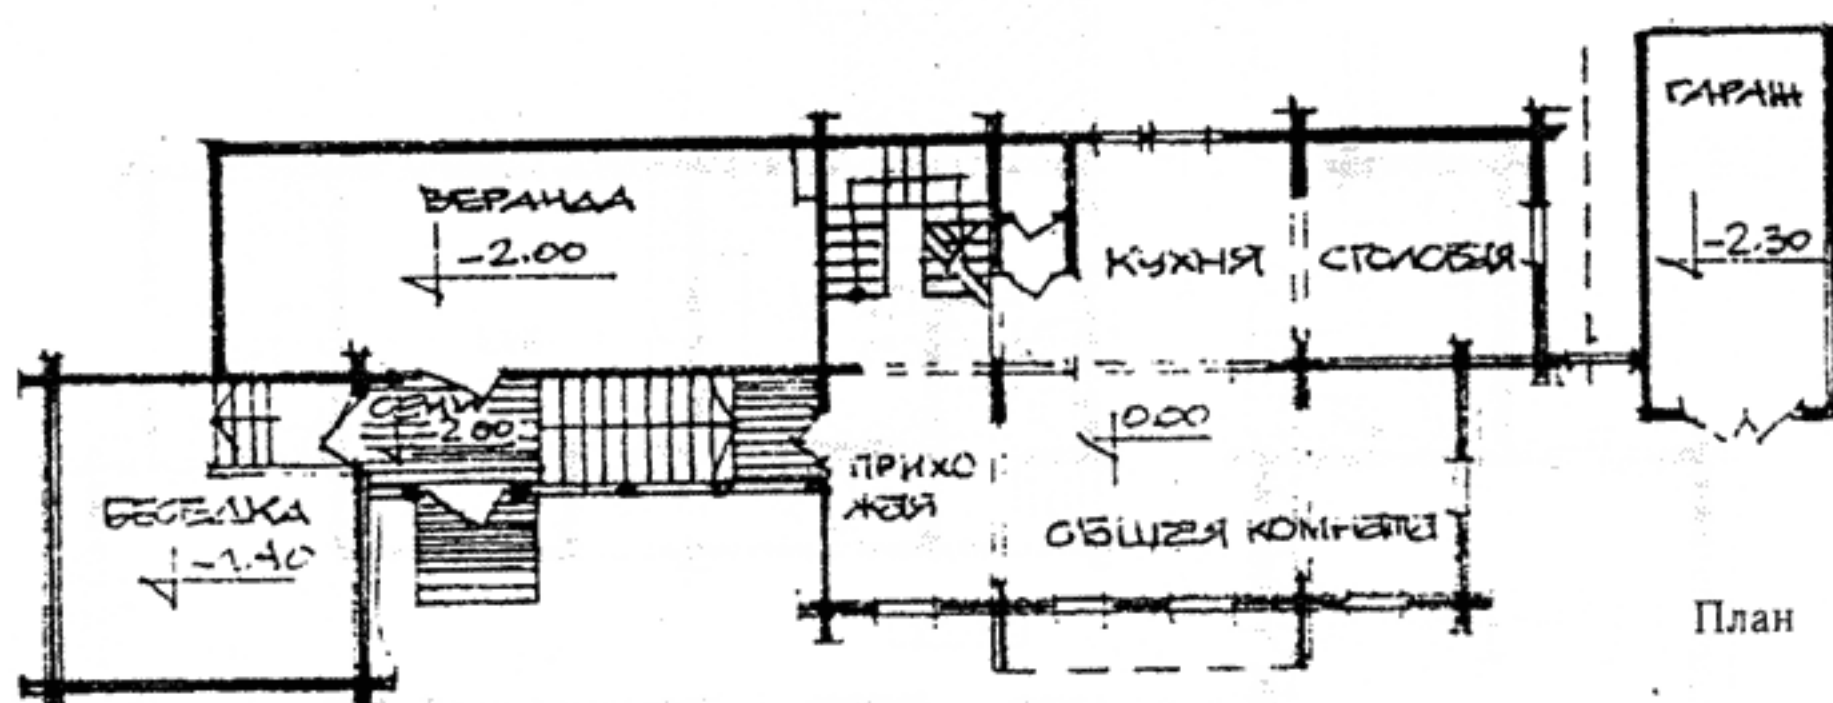 ГАРАЖ
-2.30
ВЕРАНДА
-2.00
КУХНЯ
СТОЛОВАЯ
СЕНИ
-2.00
0.00
ПРИХО
ЖАЯ
ОБЩАЯ КОМНАТА
БЕСЕДКА
-1.40
План